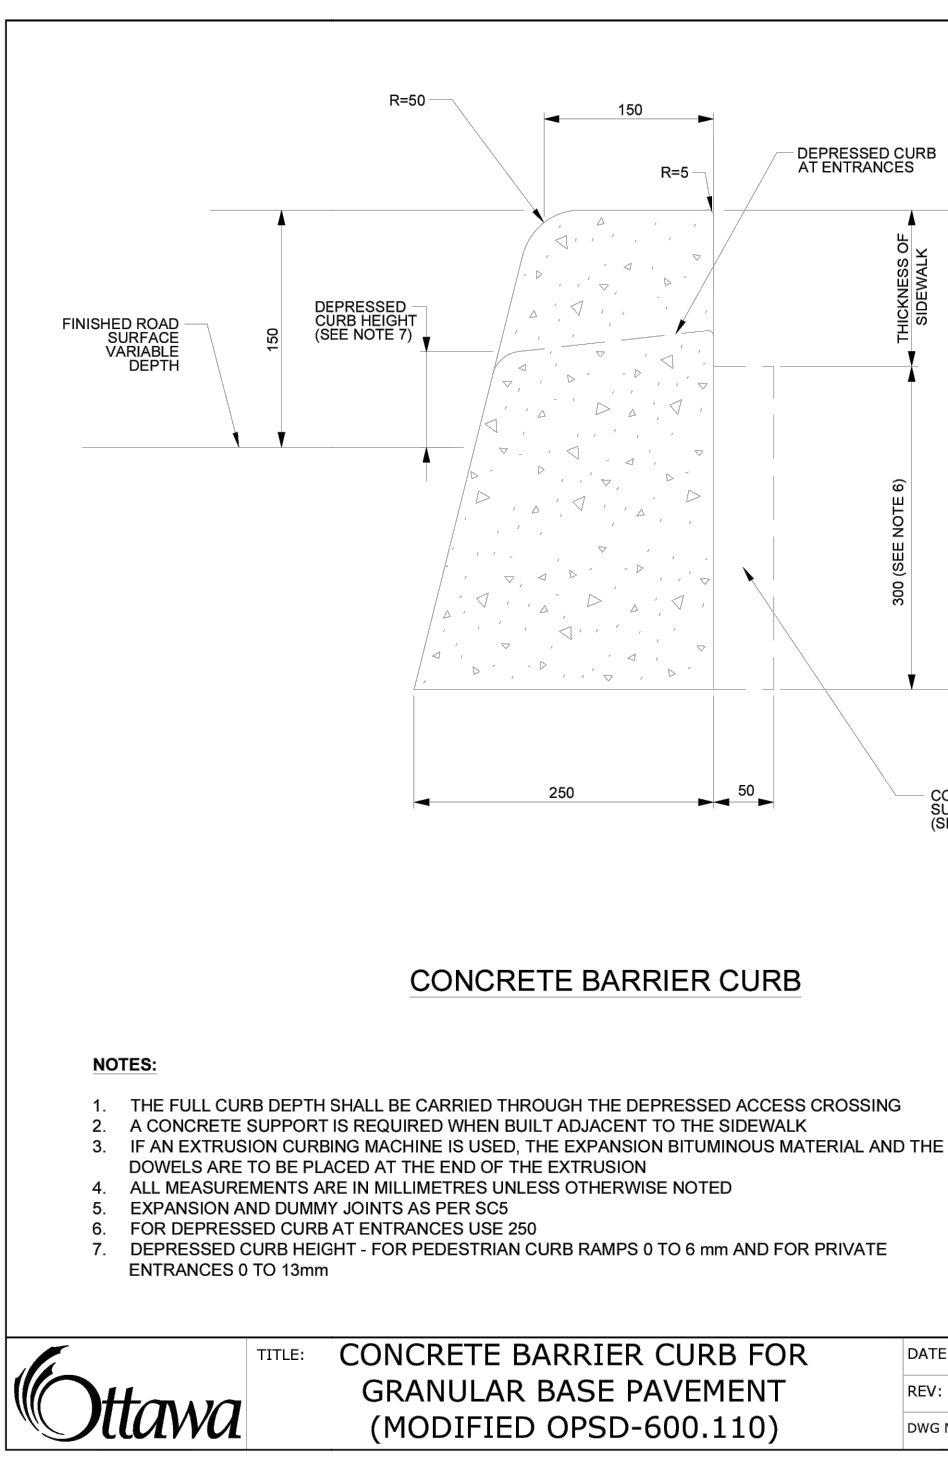 R=50
150
DEPRESSED CURB
AT ENTRANCES
R=5
THICKNESS OF
SIDEWALK
DEPRESSED
CURB HEIGHT
(SEE NOTE 7)
FINISHED ROAD
SURFACE
VARIABLE
DEPTH
150
300 (SEE NOTE 6)
250
50
CONCRETE BARRIER CURB
NOTES:
1. THE FULL CURB DEPTH SHALL BE CARRIED THROUGH THE DEPRESSED ACCESS CROSSING
2. A CONCRETE SUPPORT IS REQUIRED WHEN BUILT ADJACENT TO THE SIDEWALK
3. IF AN EXTRUSION CURBING MACHINE IS USED, THE EXPANSION BITUMINOUS MATERIAL AND THE
DOWELS ARE TO BE PLACED AT THE END OF THE EXTRUSION
4. ALL MEASUREMENTS ARE IN MILLIMETRES UNLESS OTHERWISE NOTED
5. EXPANSION AND DUMMY JOINTS AS PER SC5
6. FOR DEPRESSED CURB AT ENTRANCES USE 250
7. DEPRESSED CURB HEIGHT - FOR PEDESTRIAN CURB RAMPS 0 TO 6 mm AND FOR PRIVATE
ENTRANCES 0 TO 13mm
Ottawa
TITLE:
CONCRETE BARRIER CURB FOR
GRANULAR BASE PAVEMENT
(MODIFIED OPSD-600.110)
DATE
REV:
DWG